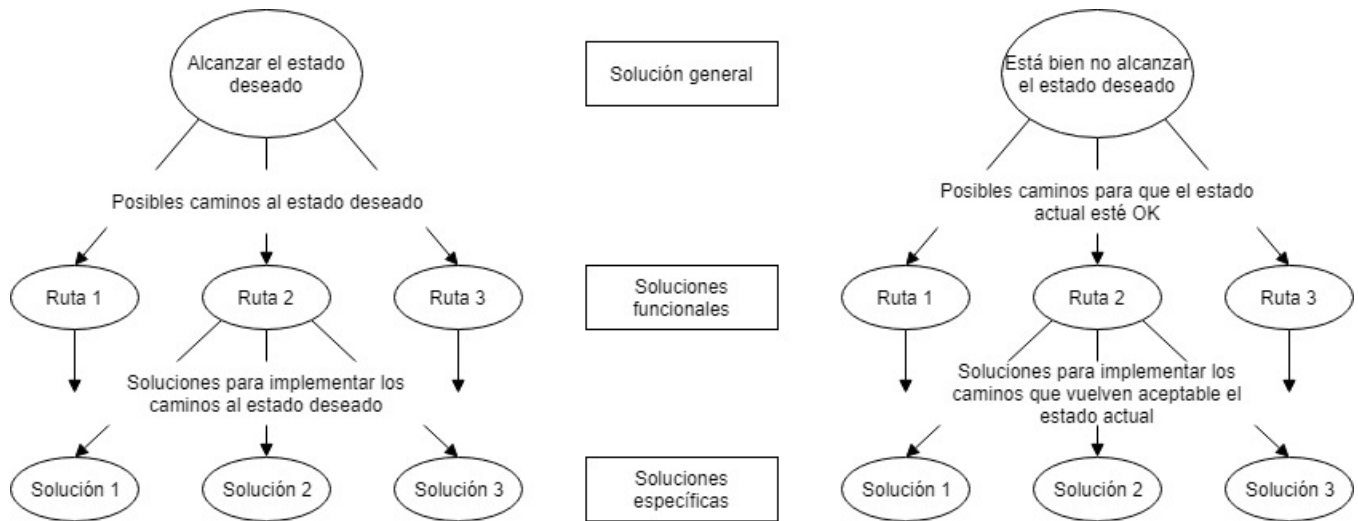 Alcanzar el estado
deseado
Solución general
Está bien no alcanzar
el estado deseado
Posibles caminos al estado deseado
Posibles caminos para que el estado
actual esté OK
Ruta 1
Ruta 2
Ruta 3
Soluciones
funcionales
Ruta 1
Ruta 2
Ruta 3
Soluciones para implementar los
caminos al estado deseado
Soluciones para implementar los
caminos que vuelven aceptable el
estado actual
Solución 1
Solución 2
Solución 3
Soluciones
específicas
Solución 1
Solución 2
Solución 3